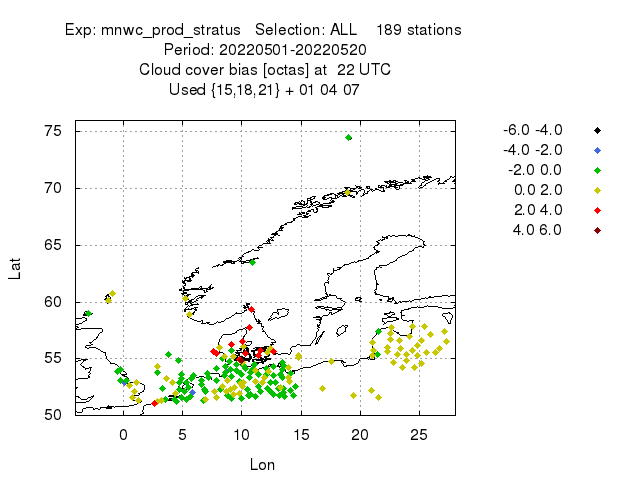 Exp: mnwc_prod_stratus   Selection: ALL    189 stations
Period: 20220501-20220520
Cloud cover bias [octas] at  22 UTC
Used {15,18,21} + 01 04 07
-6.0 -4.0
-4.0 -2.0
-2.0 0.0
0.0 2.0
2.0 4.0
4.0 6.0
75
70
65
60
55
50
Lat
0 5 10 15 20 25
Lon